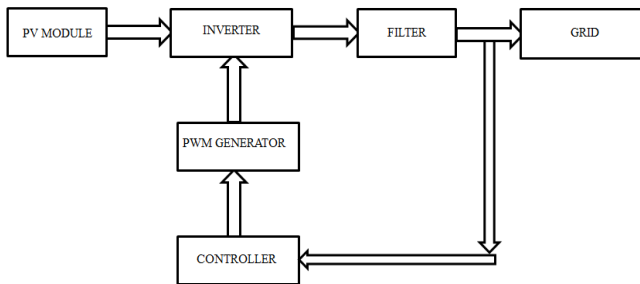 PV MODULE
INVERTER
FILTER
GRID
PWM GENERATOR
CONTROLLER